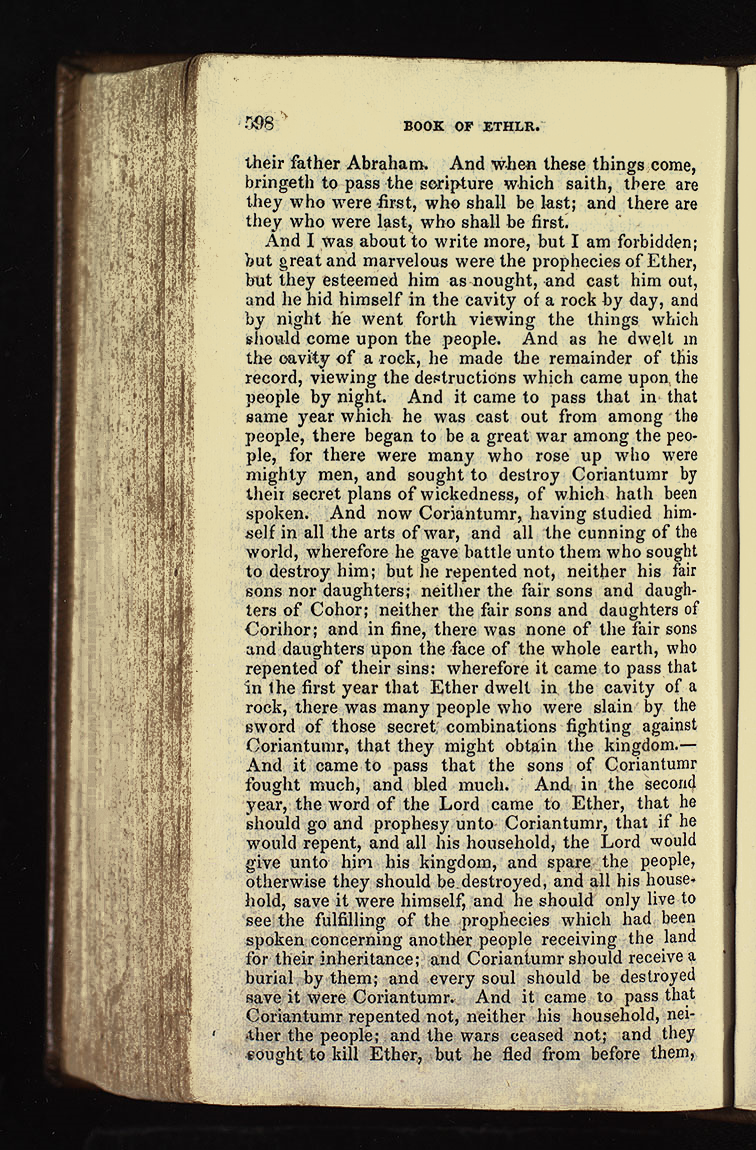 598 BOOK OF ETHLR.
their father Abraham. And when these things come,
bringeth to pass the scripture which saith, there are
they who were first, who shall be last; and there are
they who were last, who shall be first.
And I was about to write more, but I am forbidden;
but great and marvelous were the prophecies of Ether,
but they esteemed him as nought, and cast him out,
and he hid himself in the cavity of a rock by day, and
by night he went forth viewing the things which
should come upon the people. And as he dwelt in
the cavity of a rock, he made the remainder of this
record, viewing the destructions which came upon the
people by night. And it came to pass that in that
same year which he was cast out from among the
people, there began to be a great war among the peo-
ple, for there were many who rose up who were
mighty men, and sought to destroy Coriantumr by
their secret plans of wickedness, of which hath been
spoken. And now Coriantumr, having studied him-
self in all the arts of war, and all the cunning of the
world, wherefore he gave battle unto them who sought
to destroy him; but he repented not, neither his fair
sons nor daughters; neither the fair sons and daugh-
ters of Cohor; neither the fair sons and daughters of
Corihor; and in fine, there was none of the fair sons
and daughters upon the face of the whole earth, who
repented of their sins: wherefore it came to pass that
in the first year that Ether dwelt in the cavity of a
rock, there was many people who were slain by the
sword of those secret combinations fighting against
Coriantumr, that they might obtain the kingdom.—
And it came to pass that the sons of Coriantumr
fought much, and bled much. And in the second
year, the word of the Lord came to Ether, that he
should go and prophesy unto Coriantumr, that if he
would repent, and all his household, the Lord would
give unto him his kingdom, and spare the people,
otherwise they should be destroyed, and all his house-
hold, save it were himself, and he should only live to
see the fulfilling of the prophecies which had been
spoken concerning another people receiving the land
for their inheritance; and Coriantumr should receive a
burial by them; and every soul should be destroyed
save it were Coriantumr. And it came to pass that
Coriantumr repented not, neither his household, nei-
ther the people; and the wars ceased not; and they
sought to kill Ether, but he fled from before them,